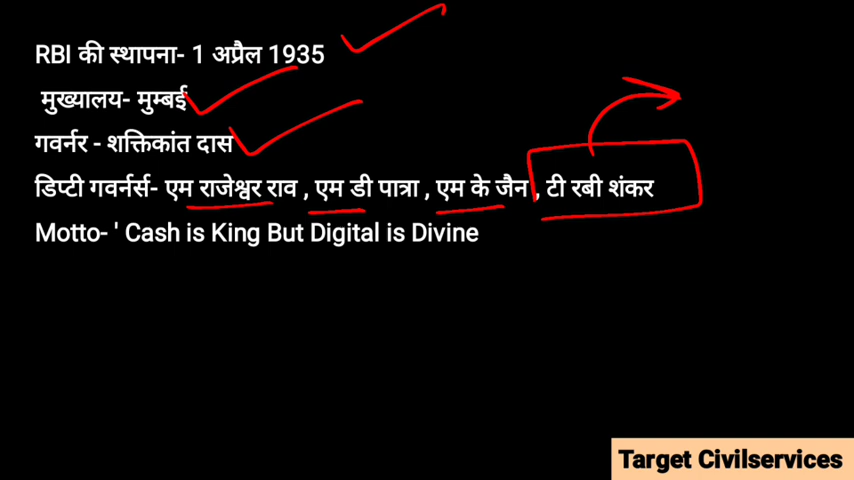 RBI की स्थापना- 1 अप्रैल 1935
मुख्यालय- मुम्बई
गवर्नर - शक्तिकांत दास
डिप्टी गवर्नर्स- एम राजेश्वर राव , एम डी पात्रा , एम के जैन , टी रबी शंकर
Motto- ' Cash is King But Digital is Divine
Target Civilservices